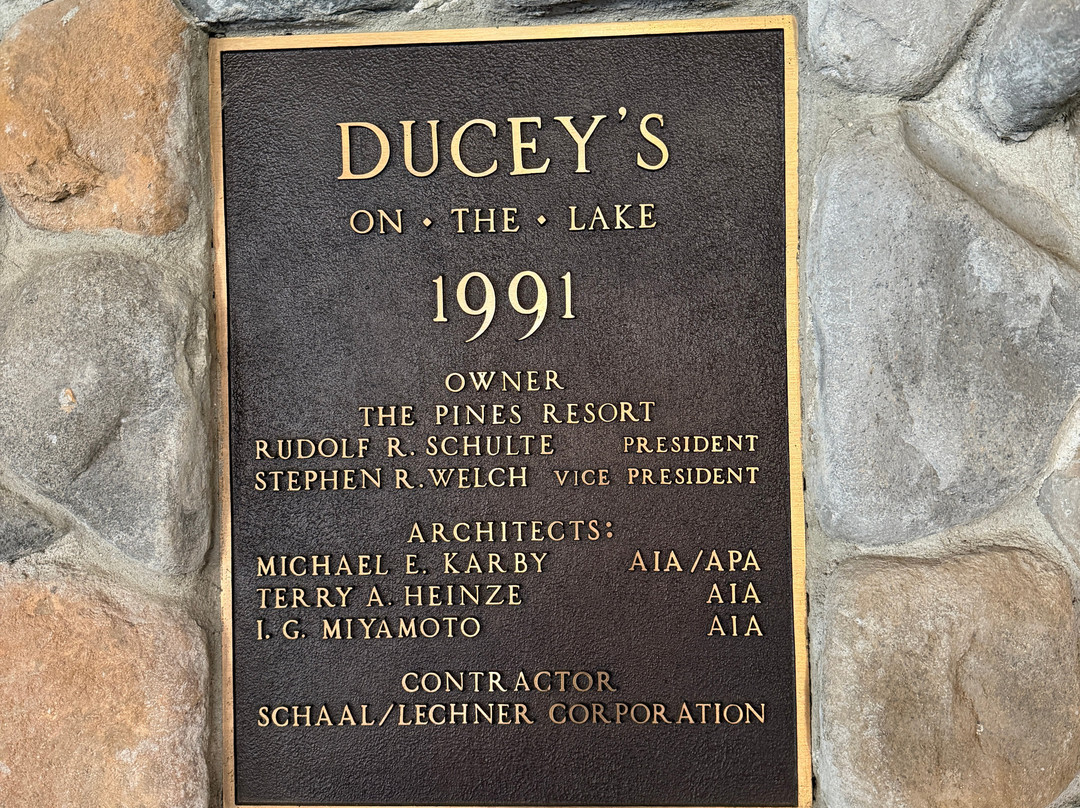 DUCEY'S
ON • THE • LAKE
1991
OWNER
THE PINES RESORT
RUDOLF R. SCHULTE PRESIDENT
STEPHEN R. WELCH VICE PRESIDENT
ARCHITECTS:
MICHAEL E. KARBY AIA/APA
TERRY A. HEINZE AIA
I. G. MIYAMOTO AIA
CONTRACTOR
SCHAAL/LECHNER CORPORATION